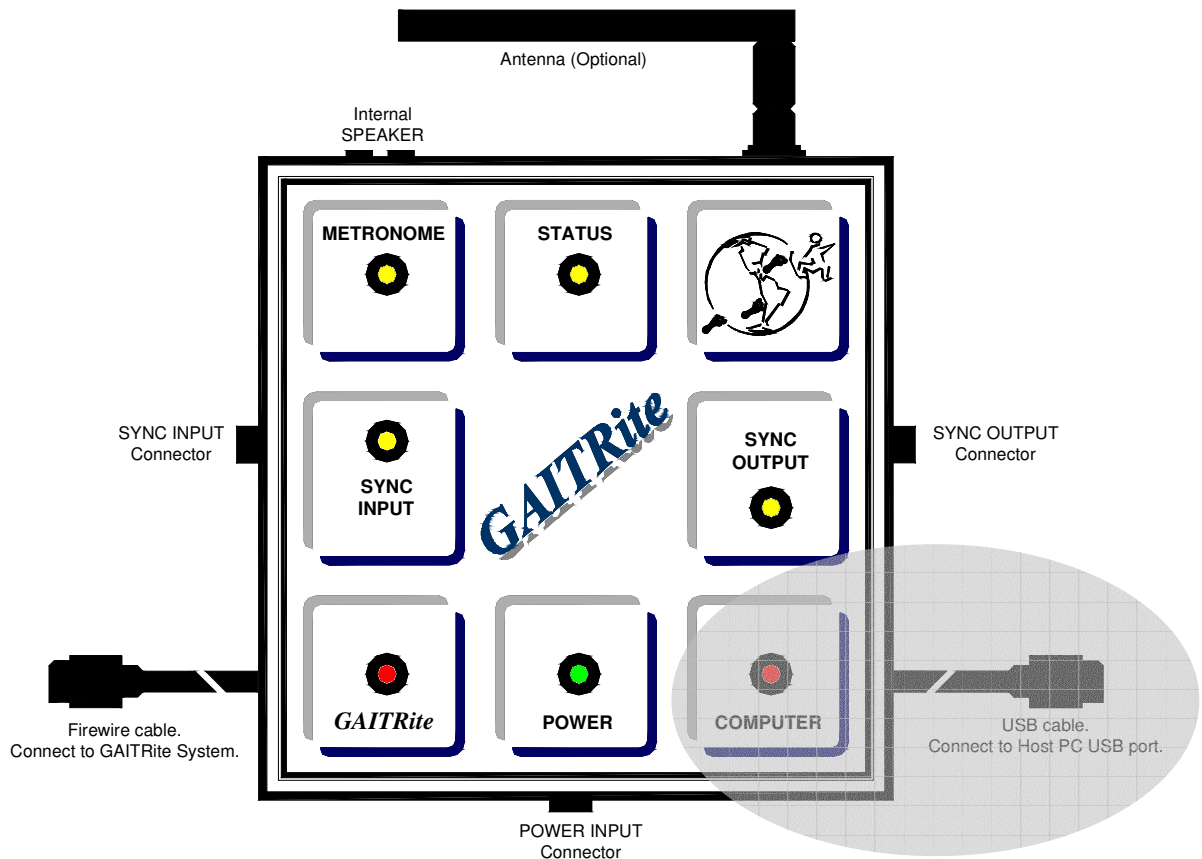 Antenna (Optional)
Internal
SPEAKER
METRONOME
STATUS
SYNC INPUT
Connector
SYNC
INPUT
GAITRite
SYNC
OUTPUT
SYNC OUTPUT
Connector
Firewire cable.
Connect to GAITRite System.
GAITRite
POWER
COMPUTER
USB cable.
Connect to Host PC USB port.
POWER INPUT
Connector